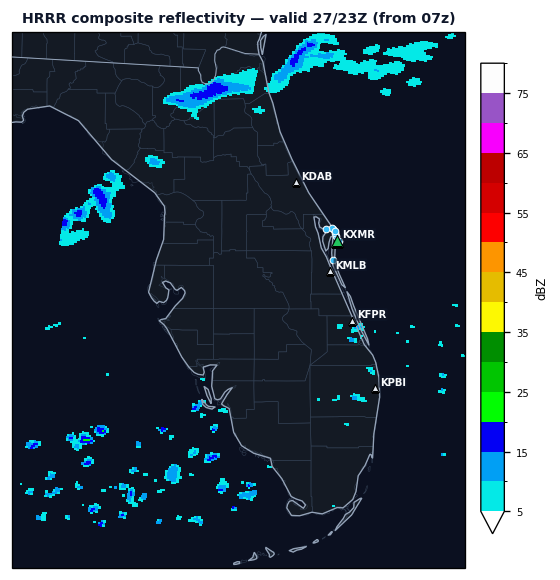 HRRR composite reflectivity — valid 27/23Z (from 07z)
KDAB
KXMR
KMLB
KFPR
KPBI
75
65
55
45
35
25
15
5
dBZ